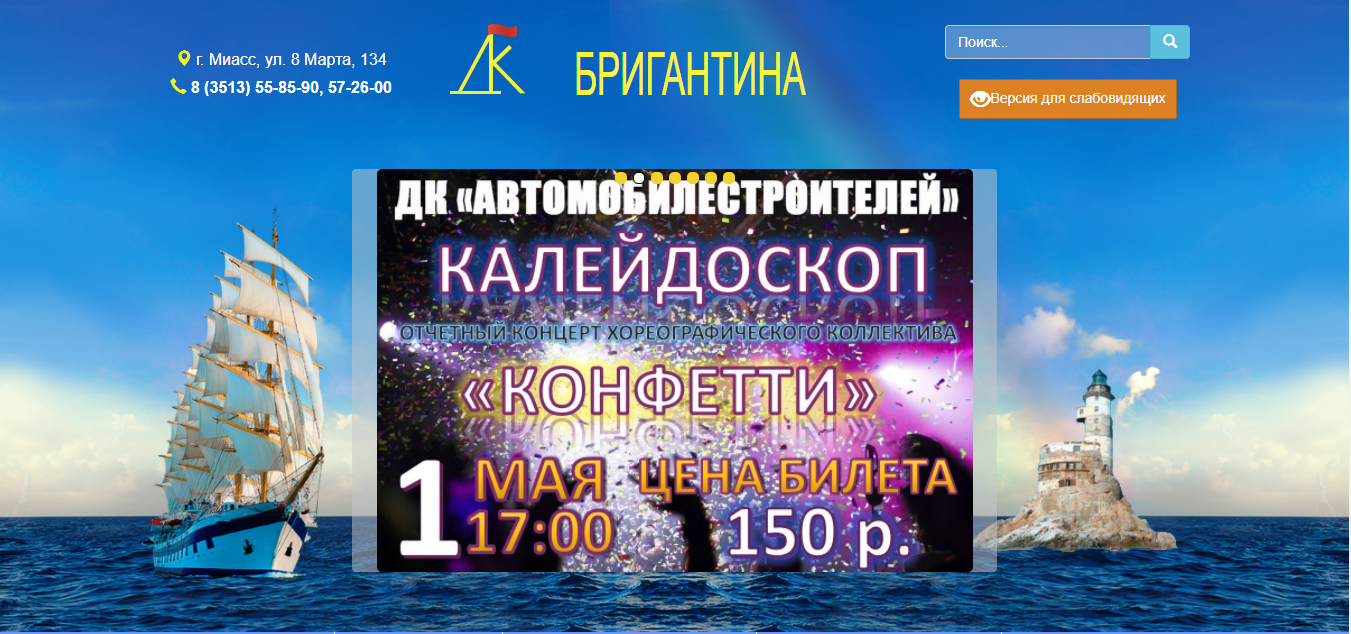 г. Миасс, ул. 8 Марта, 134
8 (3513) 55-85-90, 57-26-00
ДК
БРИГАНТИНА
Поиск...
Версия для слабовидящих
ДК «АВТОМОБИЛЕСТРОИТЕЛЕЙ»
КАЛЕЙДОСКОП
ОТЧЕТНЫЙ КОНЦЕРТ ХОРЕОГРАФИЧЕСКОГО КОЛЛЕКТИВА
«КОНФЕТТИ»
1 МАЯ
17:00
ЦЕНА БИЛЕТА
150 р.